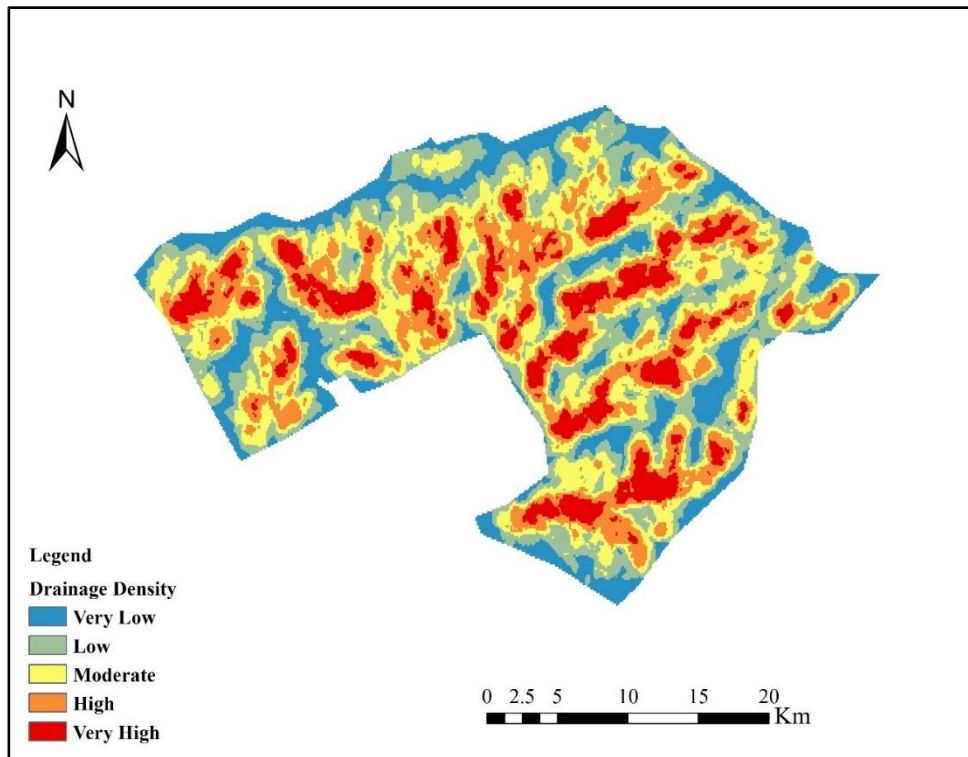 N
Legend
Drainage Density
Very Low
Low
Moderate
High
Very High
0 2.5 5 10 15 20
Km